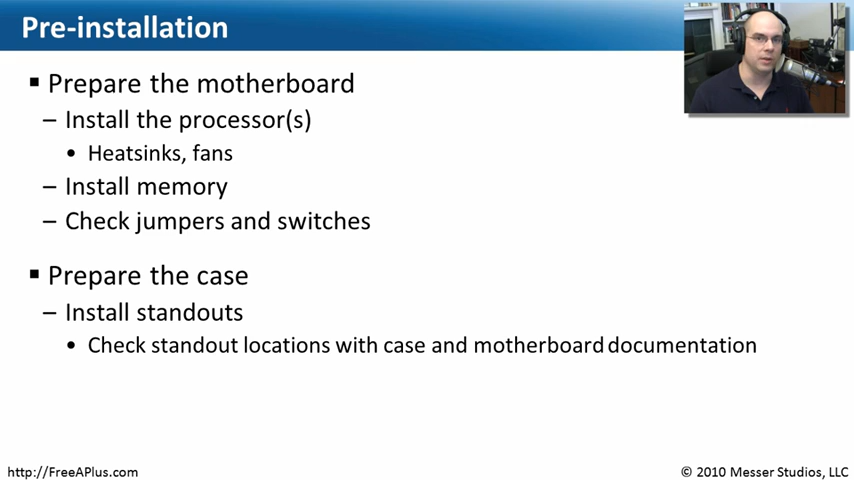 Pre-installation
▪ Prepare the motherboard
– Install the processor(s)
• Heatsinks, fans
– Install memory
– Check jumpers and switches
▪ Prepare the case
– Install standouts
• Check standout locations with case and motherboard documentation
http://FreeAPlus.com
© 2010 Messer Studios, LLC